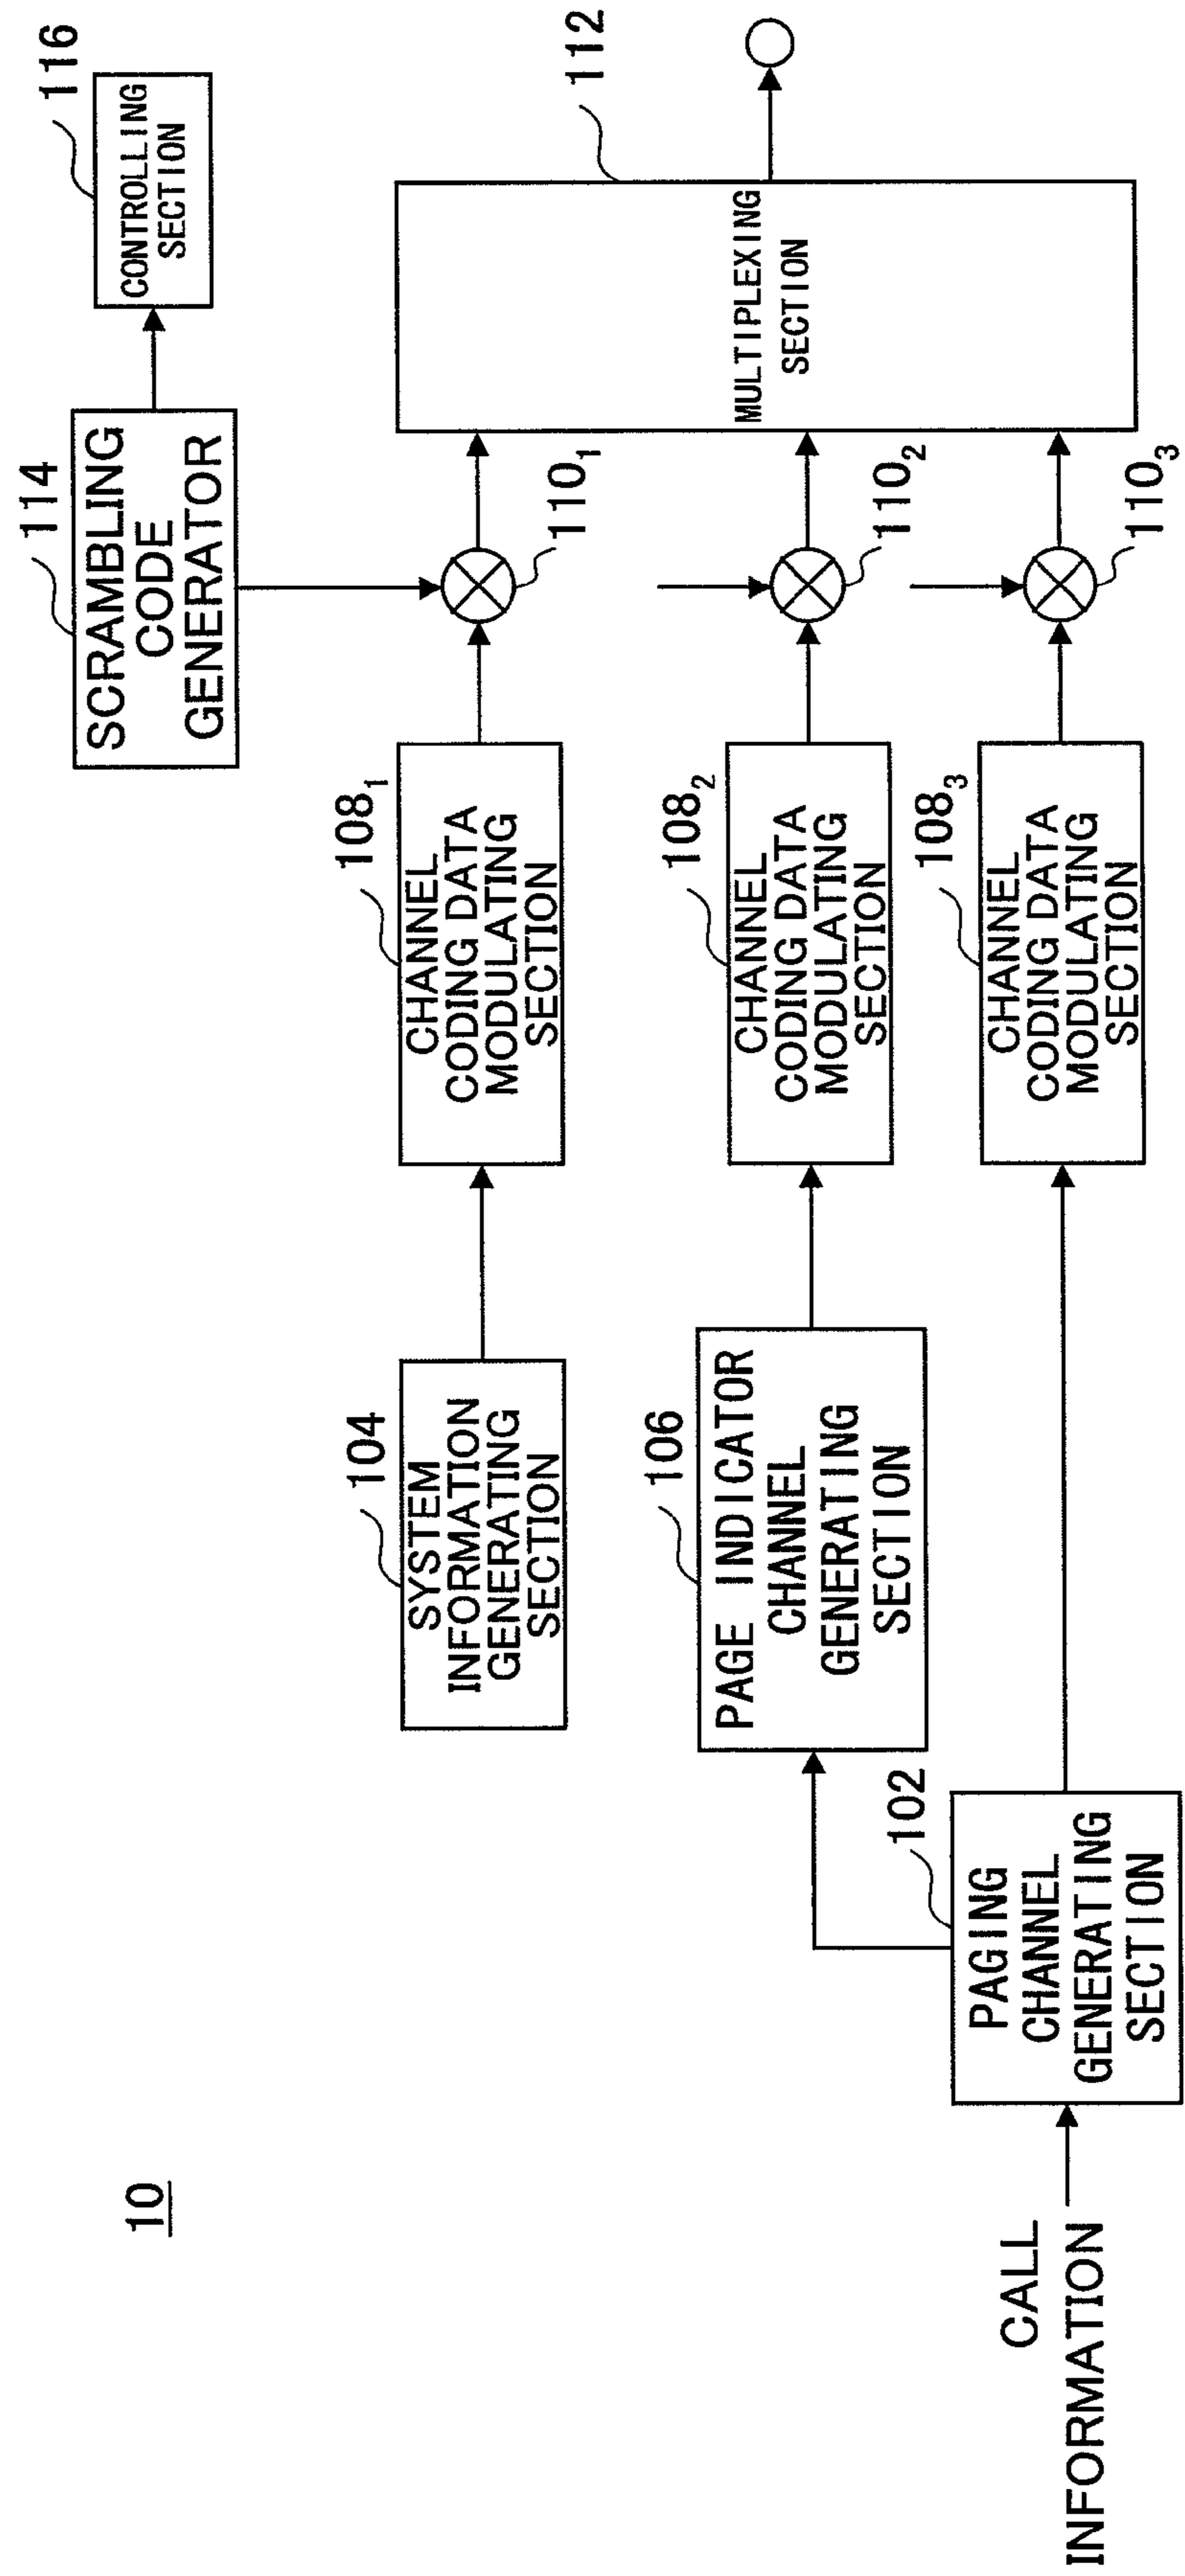 10
114
SCRAMBLING
CODE
GENERATOR
116
CONTROLLING
SECTION
104
SYSTEM
INFORMATION
GENERATING
SECTION
108₁
CHANNEL
CODING DATA
MODULATING
SECTION
110₁
112
MULTIPLEXING
SECTION
106
PAGE INDICATOR
CHANNEL
GENERATING
SECTION
108₂
CHANNEL
CODING DATA
MODULATING
SECTION
110₂
CALL
INFORMATION
102
PAGING
CHANNEL
GENERATING
SECTION
108₃
CHANNEL
CODING DATA
MODULATING
SECTION
110₃